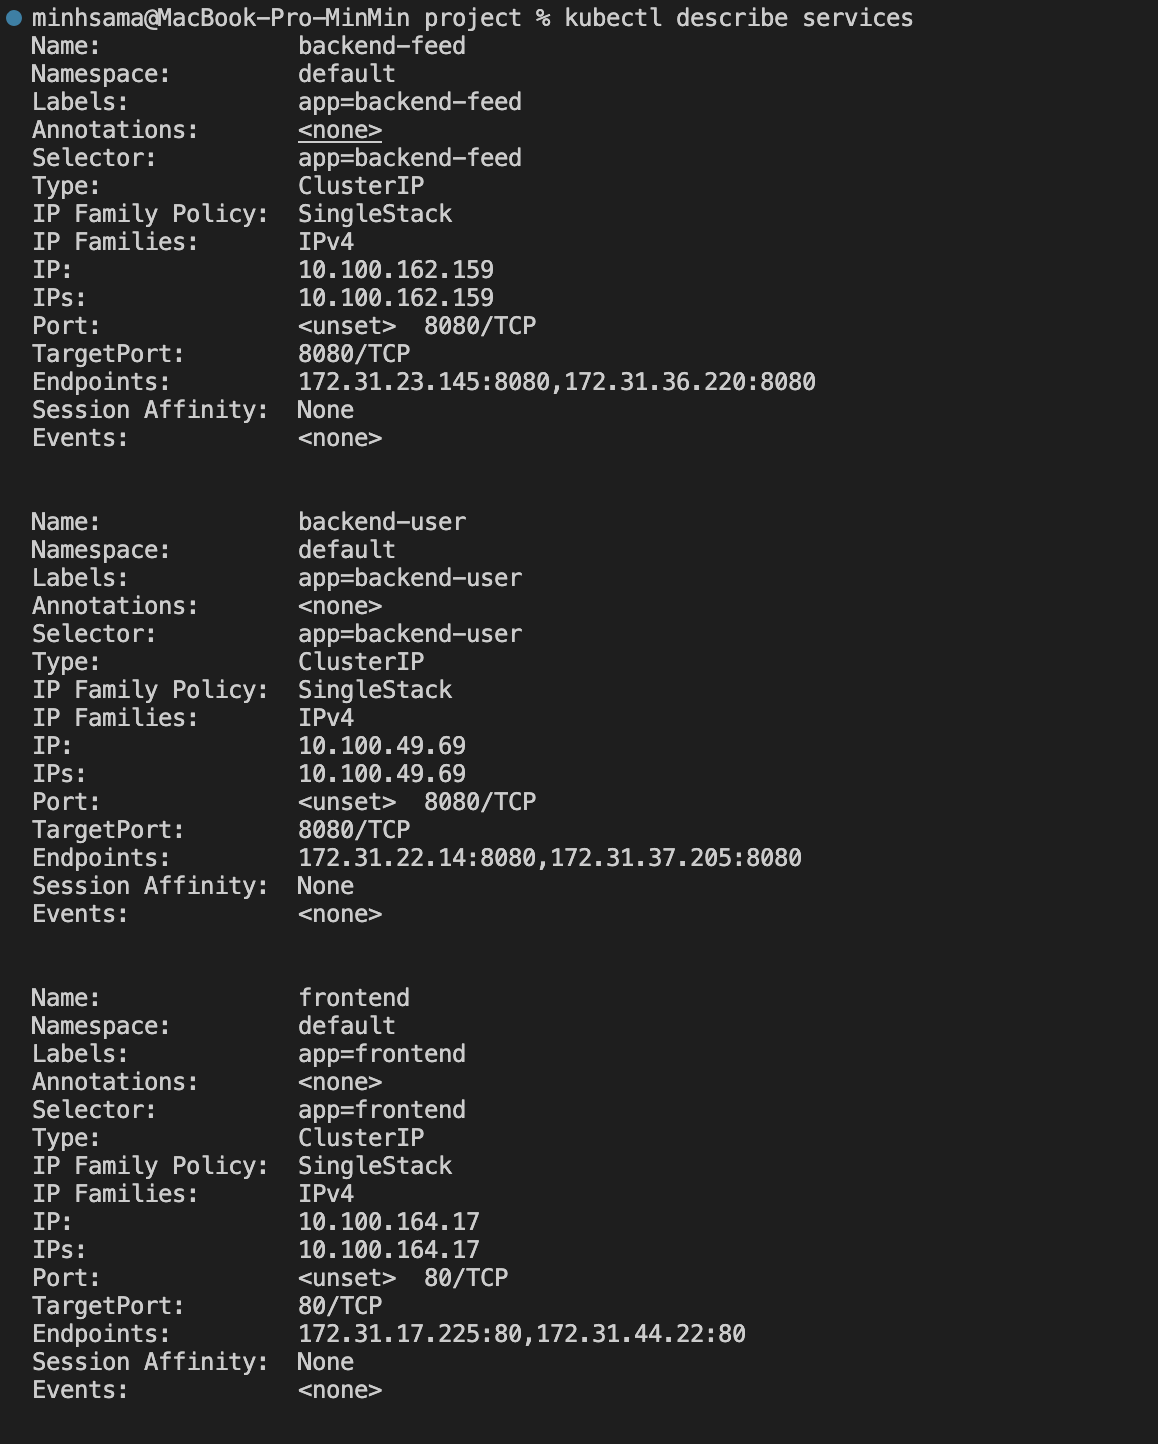 minhsama@MacBook-Pro-MinMin project % kubectl describe services
Name:              backend-feed
Namespace:         default
Labels:            app=backend-feed
Annotations:       <none>
Selector:          app=backend-feed
Type:              ClusterIP
IP Family Policy:  SingleStack
IP Families:       IPv4
IP:                10.100.162.159
IPs:               10.100.162.159
Port:              <unset>  8080/TCP
TargetPort:        8080/TCP
Endpoints:         172.31.23.145:8080,172.31.36.220:8080
Session Affinity:  None
Events:            <none>
Name:              backend-user
Namespace:         default
Labels:            app=backend-user
Annotations:       <none>
Selector:          app=backend-user
Type:              ClusterIP
IP Family Policy:  SingleStack
IP Families:       IPv4
IP:                10.100.49.69
IPs:               10.100.49.69
Port:              <unset>  8080/TCP
TargetPort:        8080/TCP
Endpoints:         172.31.22.14:8080,172.31.37.205:8080
Session Affinity:  None
Events:            <none>
Name:              frontend
Namespace:         default
Labels:            app=frontend
Annotations:       <none>
Selector:          app=frontend
Type:              ClusterIP
IP Family Policy:  SingleStack
IP Families:       IPv4
IP:                10.100.164.17
IPs:               10.100.164.17
Port:              <unset>  80/TCP
TargetPort:        80/TCP
Endpoints:         172.31.17.225:80,172.31.44.22:80
Session Affinity:  None
Events:            <none>